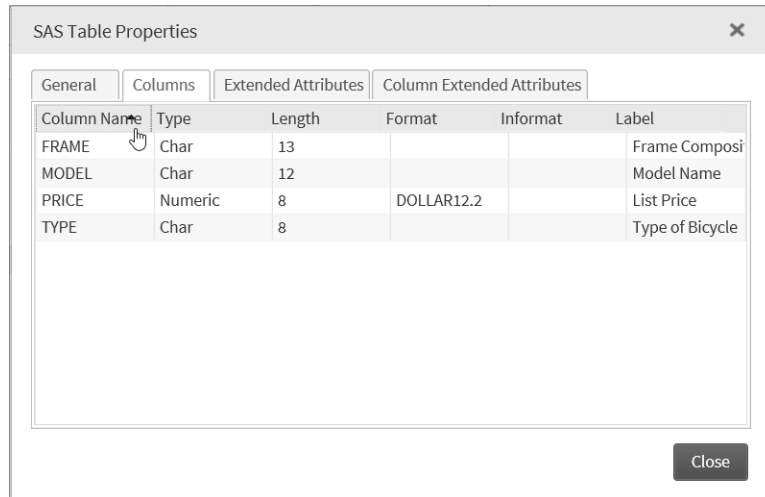 SAS Table Properties
General Columns Extended Attributes Column Extended Attributes
Column Name Type Length Format Informat Label
FRAME Char 13 Frame Composi
MODEL Char 12 Model Name
PRICE Numeric 8 DOLLAR12.2 List Price
TYPE Char 8 Type of Bicycle
Close